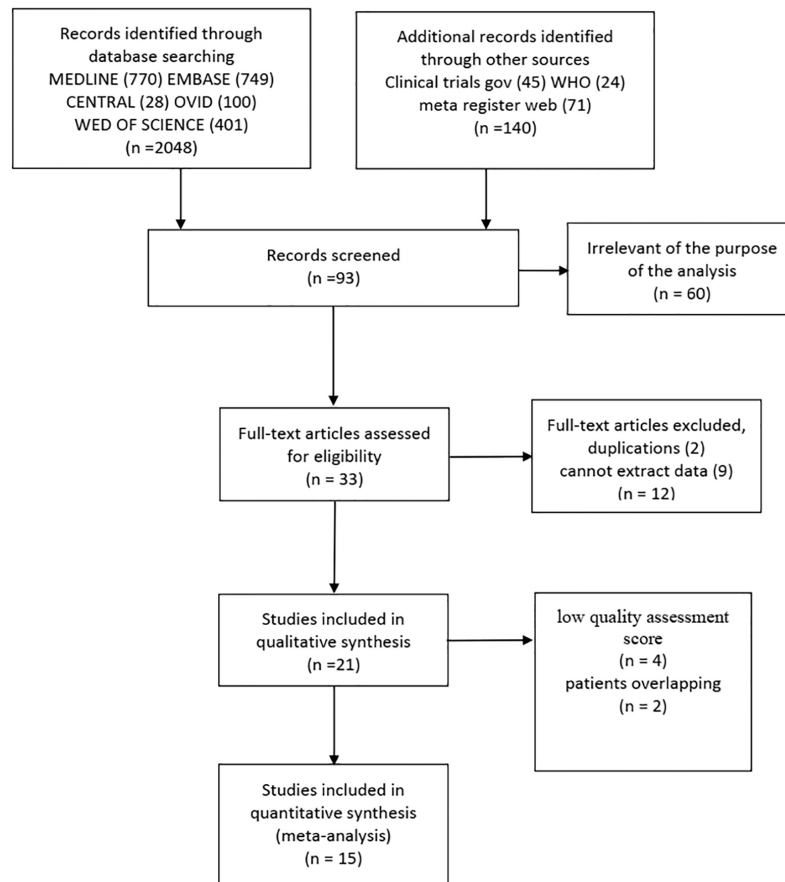 Records identified through
database searching
MEDLINE (770) EMBASE (749)
CENTRAL (28) OVID (100)
WED OF SCIENCE (401)
(n =2048)
Additional records identified
through other sources
Clinical trials gov (45) WHO (24)
meta register web (71)
(n =140)
Records screened
(n =93)
Irrelevant of the purpose
of the analysis
(n = 60)
Full-text articles assessed
for eligibility
(n = 33)
Full-text articles excluded,
duplications (2)
cannot extract data (9)
n = 12)
Studies included in
qualitative synthesis
(n =21)
low quality assessment
score
(n = 4)
patients overlapping
(n = 2)
Studies included in
quantitative synthesis
(meta-analysis)
n = 15)